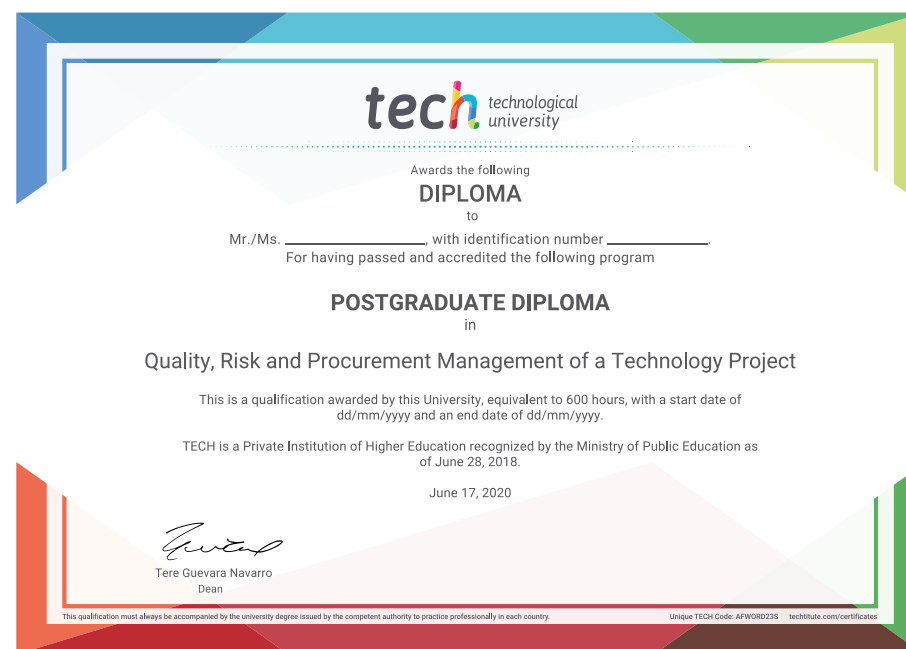 tech technological
university
Awards the following
DIPLOMA
to
Mr./Ms. ____________________, with identification number ______________.
For having passed and accredited the following program
POSTGRADUATE DIPLOMA
in
Quality, Risk and Procurement Management of a Technology Project
This is a qualification awarded by this University, equivalent to 600 hours, with a start date of
dd/mm/yyyy and an end date of dd/mm/yyyy.
TECH is a Private Institution of Higher Education recognized by the Ministry of Public Education as
of June 28, 2018.
June 17, 2020
Tere Guevara Navarro
Dean
This qualification must always be accompanied by the university degree issued by the competent authority to practice professionally in each country.
Unique TECH Code: AFWORD23S techtitute.com/certificates